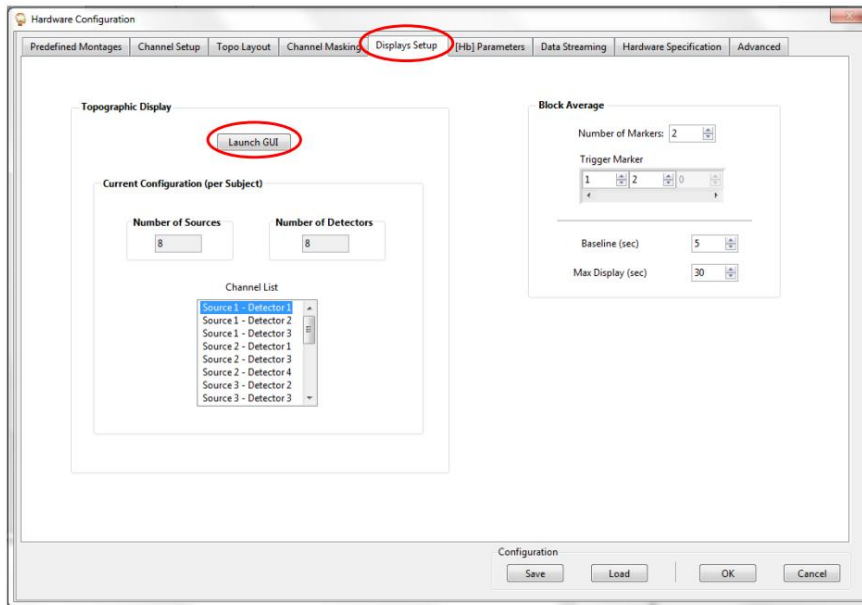 Hardware Configuration
Predefined Montages Channel Setup Topo Layout Channel Masking Displays Setup [Hb] Parameters Data Streaming Hardware Specification Advanced
Topographic Display
Launch GUI
Current Configuration (per Subject)
Number of Sources Number of Detectors
8 8
Channel List
Source 1 - Detector 1
Source 1 - Detector 2
Source 1 - Detector 3
Source 2 - Detector 1
Source 2 - Detector 3
Source 2 - Detector 4
Source 3 - Detector 2
Source 3 - Detector 3
Block Average
Number of Markers: 2
Trigger Marker
1 2 0
Baseline (sec) 5
Max Display (sec) 30
Configuration
Save Load OK Cancel